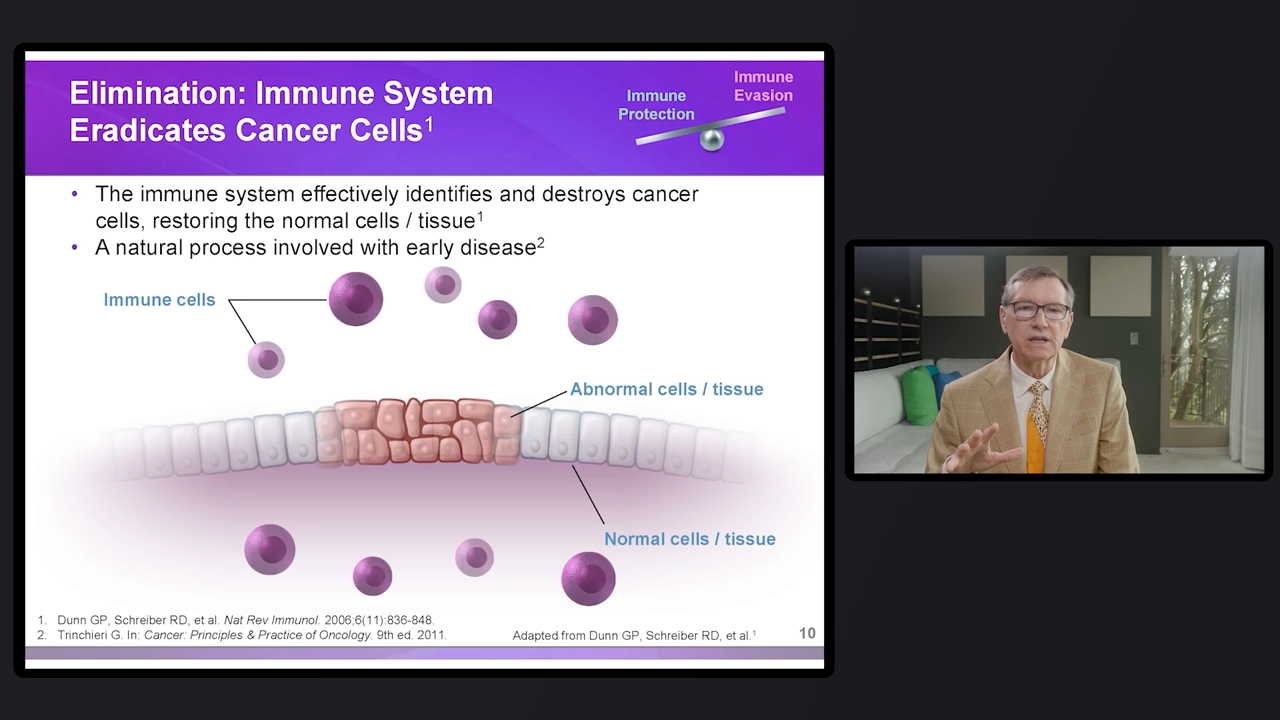 Elimination: Immune System
Eradicates Cancer Cells¹
Immune
Protection
Immune
Evasion
• The immune system effectively identifies and destroys cancer
cells, restoring the normal cells / tissue¹
• A natural process involved with early disease²
Immune cells
Abnormal cells / tissue
Normal cells / tissue
1. Dunn GP, Schreiber RD, et al. Nat Rev Immunol. 2006;6(11):836-848.
2. Trinchieri G. In: Cancer: Principles & Practice of Oncology. 9th ed. 2011.
Adapted from Dunn GP, Schreiber RD, et al.¹
10